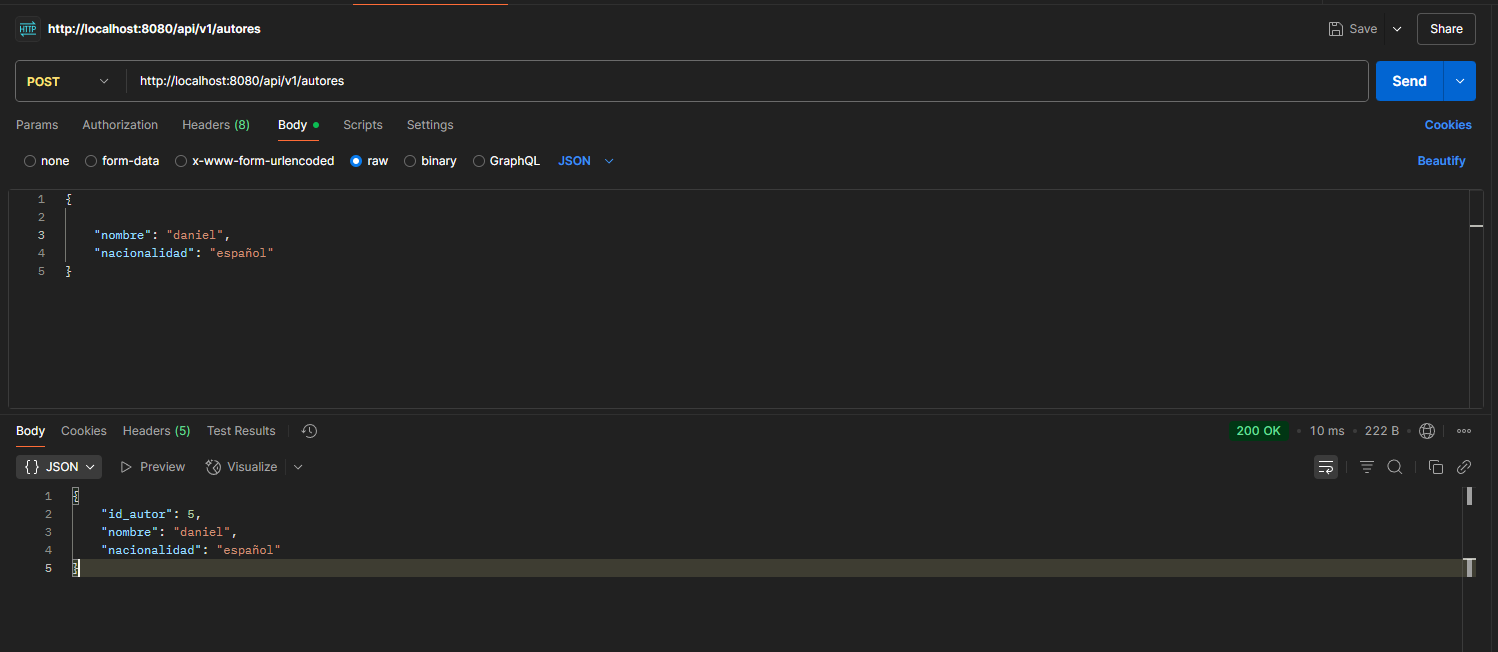 HTTP http://localhost:8080/api/v1/autores Save Share
POST http://localhost:8080/api/v1/autores Send
Params Authorization Headers (8) Body Scripts Settings Cookies
none form-data x-www-form-urlencoded raw binary GraphQL JSON Beautify
1 {
2
3 "nombre": "daniel",
4 "nacionalidad": "español"
5 }
Body Cookies Headers (5) Test Results 200 OK • 10 ms • 222 B •
{} JSON Preview Visualize
1 {
2 "id_autor": 5,
3 "nombre": "daniel",
4 "nacionalidad": "español"
5 }